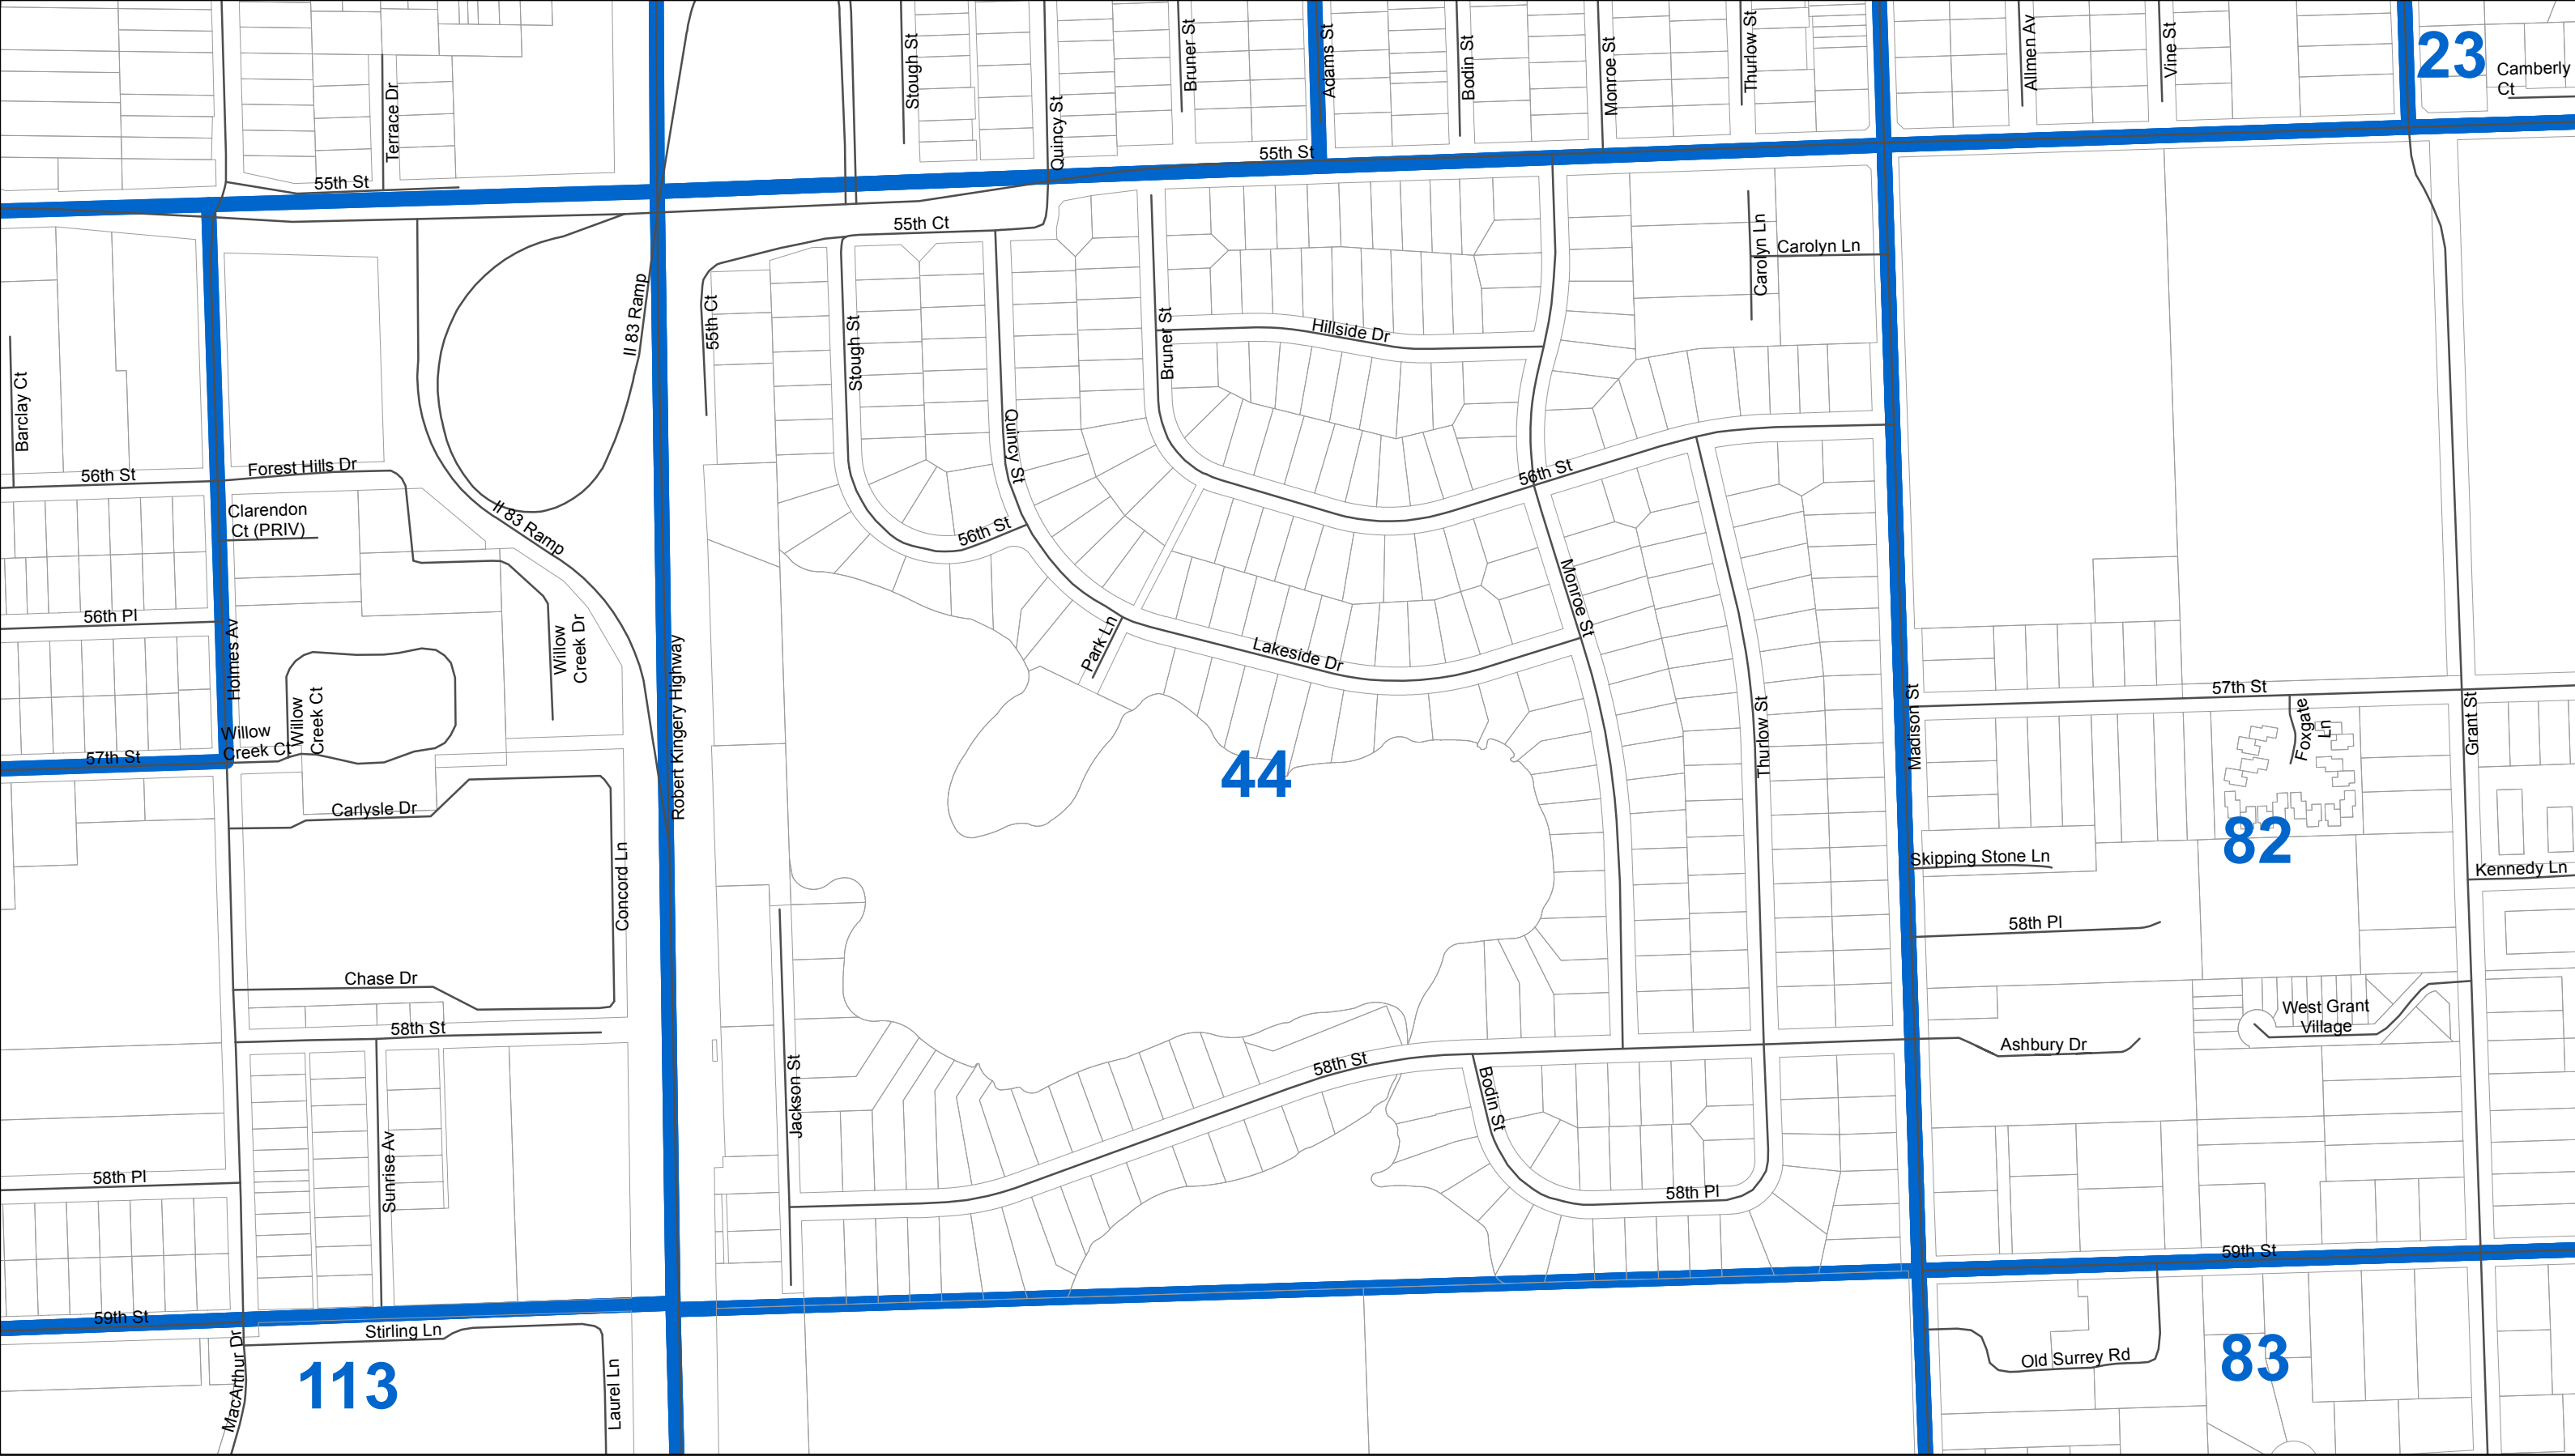 Terrace Dr
Stough St
Quincy St
Bruner St
Adams St
Bodin St
Monroe St
Thurlow St
Allmen Av
Vine St
23
Camberly
Ct
55th St
55th St
55th Ct
55th Ct
Il 83 Ramp
Stough St
Quincy St
Bruner St
Hillside Dr
Carolyn Ln
Carolyn Ln
Barclay Ct
56th St
Forest Hills Dr
Clarendon
Ct (PRIV)
Il 83 Ramp
56th St
56th St
56th Pl
Holmes Av
Willow
Creek Dr
Willow
Creek Ct
Willow
Creek Ct
57th St
Robert Kingery Highway
Park Ln
Lakeside Dr
Monroe St
Thurlow St
Madison St
57th St
Foxgate
Ln
Grant St
44
82
Carlysle Dr
Concord Ln
Skipping Stone Ln
Kennedy Ln
58th Pl
Chase Dr
58th St
West Grant
Village
Ashbury Dr
Jackson St
58th St
Bodin St
Sunrise Av
58th Pl
58th Pl
59th St
59th St
Stirling Ln
MacArthur Dr
113
Laurel Ln
Old Surrey Rd
83